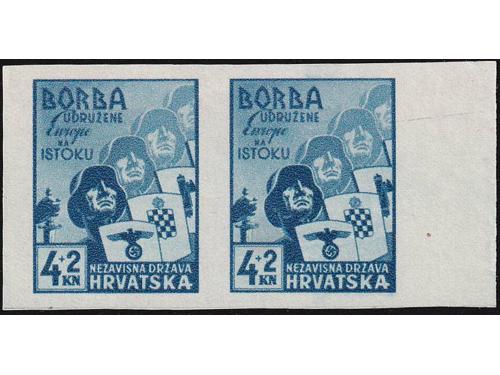 BORBA
UDRUŽENE
Europe
NA
ISTOKU
4+2
KN
NEZAVISNA DRŽAVA
HRVATSKA
BORBA
UDRUŽENE
Europe
NA
ISTOKU
4+2
KN
NEZAVISNA DRŽAVA
HRVATSKA